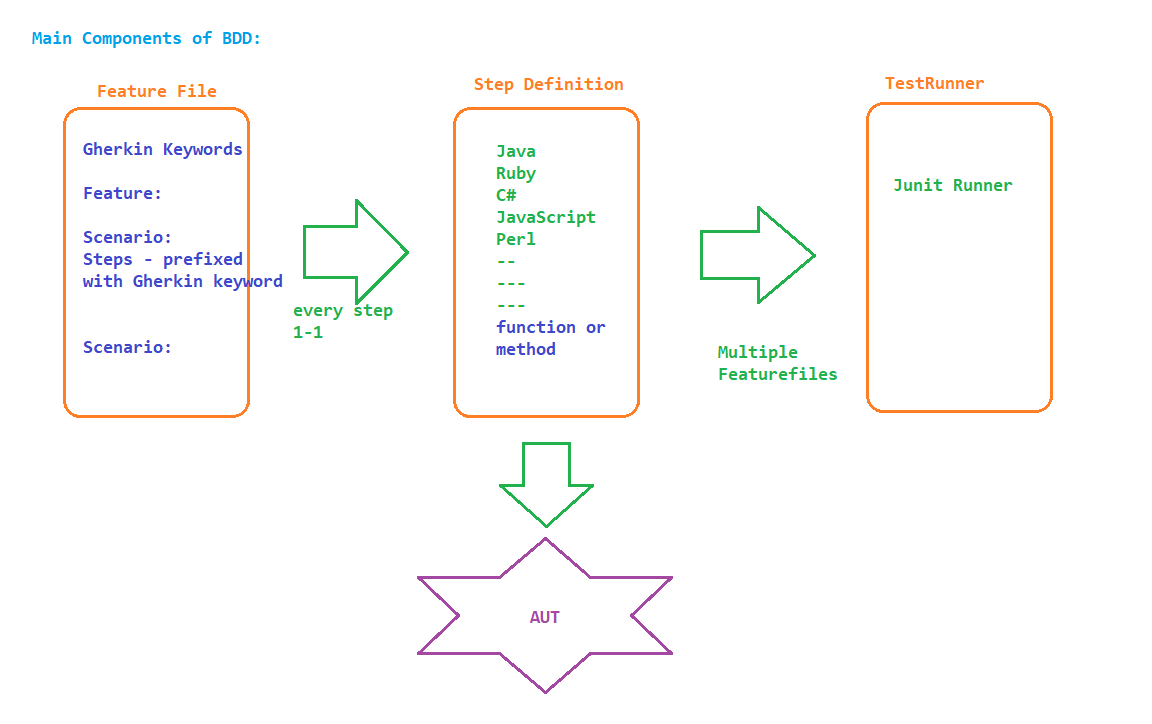 Main Components of BDD:
Feature File
Gherkin Keywords
Feature:
Scenario:
Steps - prefixed
with Gherkin keyword
Scenario:
every step
1-1
Step Definition
Java
Ruby
C#
JavaScript
Perl
--
---
---
function or
method
Multiple
Featurefiles
TestRunner
Junit Runner
AUT